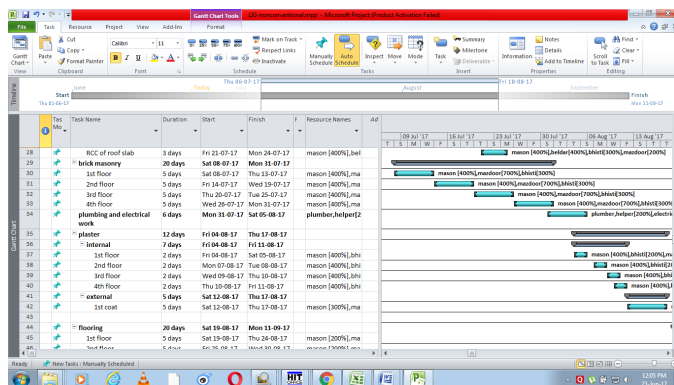 Gantt Chart Tools
LIG-nonconventional.mpp - Microsoft Project (Product Activation Failed)
File Task Resource Project View Add-Ins Format
Gantt Chart
Paste
Cut
Copy
Format Painter
Calibri 11
B I U
Mark on Track
Respect Links
Inactivate
Manually Schedule
Auto Schedule
Inspect Move Mode
Task
Summary
Milestone
Deliverable
Information
Notes
Details
Add to Timeline
Scroll to Task
Find
Clear
Fill
View Clipboard Font Schedule Tasks Insert Properties Editing
Timeline
Thu 06-07-17
Fri 18-08-17
June Today August September
Start
Thu 01-06-17
Finish
Mon 11-09-17
Tas Mo Task Name Duration Start Finish Resource Names Ad
09 Jul '17 16 Jul '17 23 Jul '17 30 Jul '17 06 Aug '17 13 Aug '17
T S M W F S T T S M W F S T T S M W F S T T
28 RCC of roof slab 3 days Fri 21-07-17 Mon 24-07-17 mason [400%],bel mason [400%],beldar[400%],bhisti[300%],mazdoor[200%]
29 brick masonry 20 days Sat 08-07-17 Mon 31-07-17
30 1st floor 5 days Sat 08-07-17 Thu 13-07-17 mason [400%],ma mason [400%],mazdoor[700%],bhisti[300%]
31 2nd floor 5 days Fri 14-07-17 Wed 19-07-17 mason [400%],ma mason [400%],mazdoor[700%],bhisti[300%]
32 3rd floor 5 days Thu 20-07-17 Tue 25-07-17 mason [400%],ma mason [400%],mazdoor[700%],bhisti[300%]
33 4th floor 5 days Wed 26-07-17 Mon 31-07-17 mason [400%],ma mason [400%],mazdoor[700%],bhisti[300%]
34 plumbing and electrical work 6 days Mon 31-07-17 Sat 05-08-17 plumber,helper[2 plumber,helper[200%],electri
35 plaster 12 days Fri 04-08-17 Thu 17-08-17
36 internal 7 days Fri 04-08-17 Fri 11-08-17
37 1st floor 2 days Fri 04-08-17 Sat 05-08-17 mason [400%],bhi mason [400%],bhisti[200%],m
38 2nd floor 2 days Mon 07-08-17 Tue 08-08-17 mason [400%],bhi mason [400%],bhisti[2
39 3rd floor 2 days Wed 09-08-17 Thu 10-08-17 mason [400%],bhi mason [400%],bhi
40 4th floor 2 days Thu 10-08-17 Fri 11-08-17 mason [400%],bhi mason [400%],
41 external 5 days Sat 12-08-17 Thu 17-08-17
42 1st coat 5 days Sat 12-08-17 Thu 17-08-17 mason [300%],ma
43
44 flooring 20 days Sat 19-08-17 Mon 11-09-17
45 1st floor 5 days Sat 19-08-17 Thu 24-08-17 mason [200%],ma
Gantt Chart
Ready New Tasks : Manually Scheduled
HIT
12:05 PM